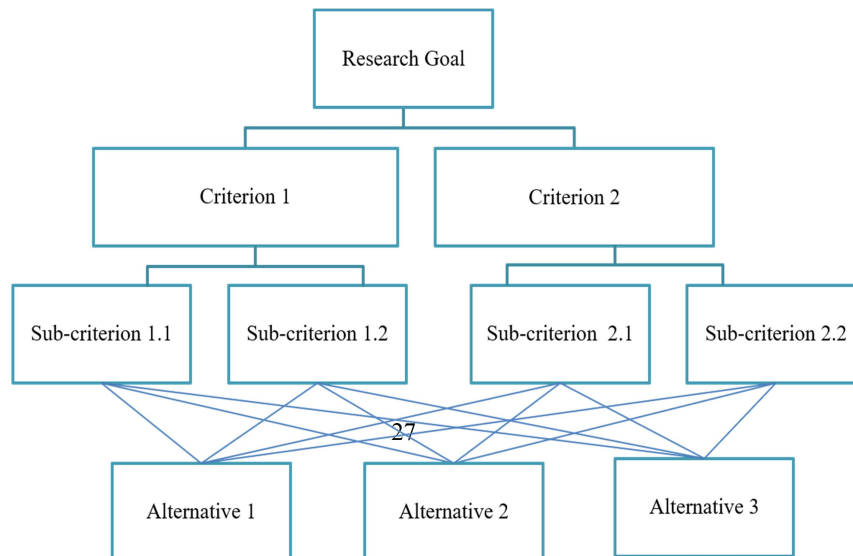 Research Goal
Criterion 1
Criterion 2
Sub-criterion 1.1
Sub-criterion 1.2
Sub-criterion 2.1
Sub-criterion 2.2
27
Alternative 1
Alternative 2
Alternative 3